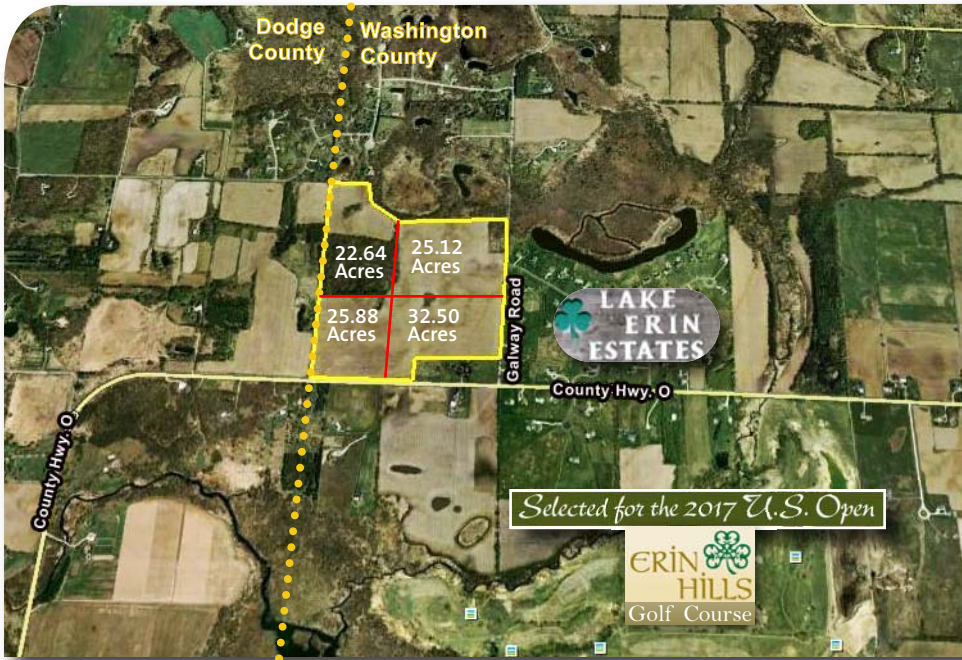 Dodge
County
Washington
County
22.64
Acres
25.12
Acres
25.88
Acres
32.50
Acres
Galway Road
LAKE
ERIN
ESTATES
County Hwy. O
County Hwy. O
Selected for the 2017 U.S. Open
ERIN
HILLS
Golf Course